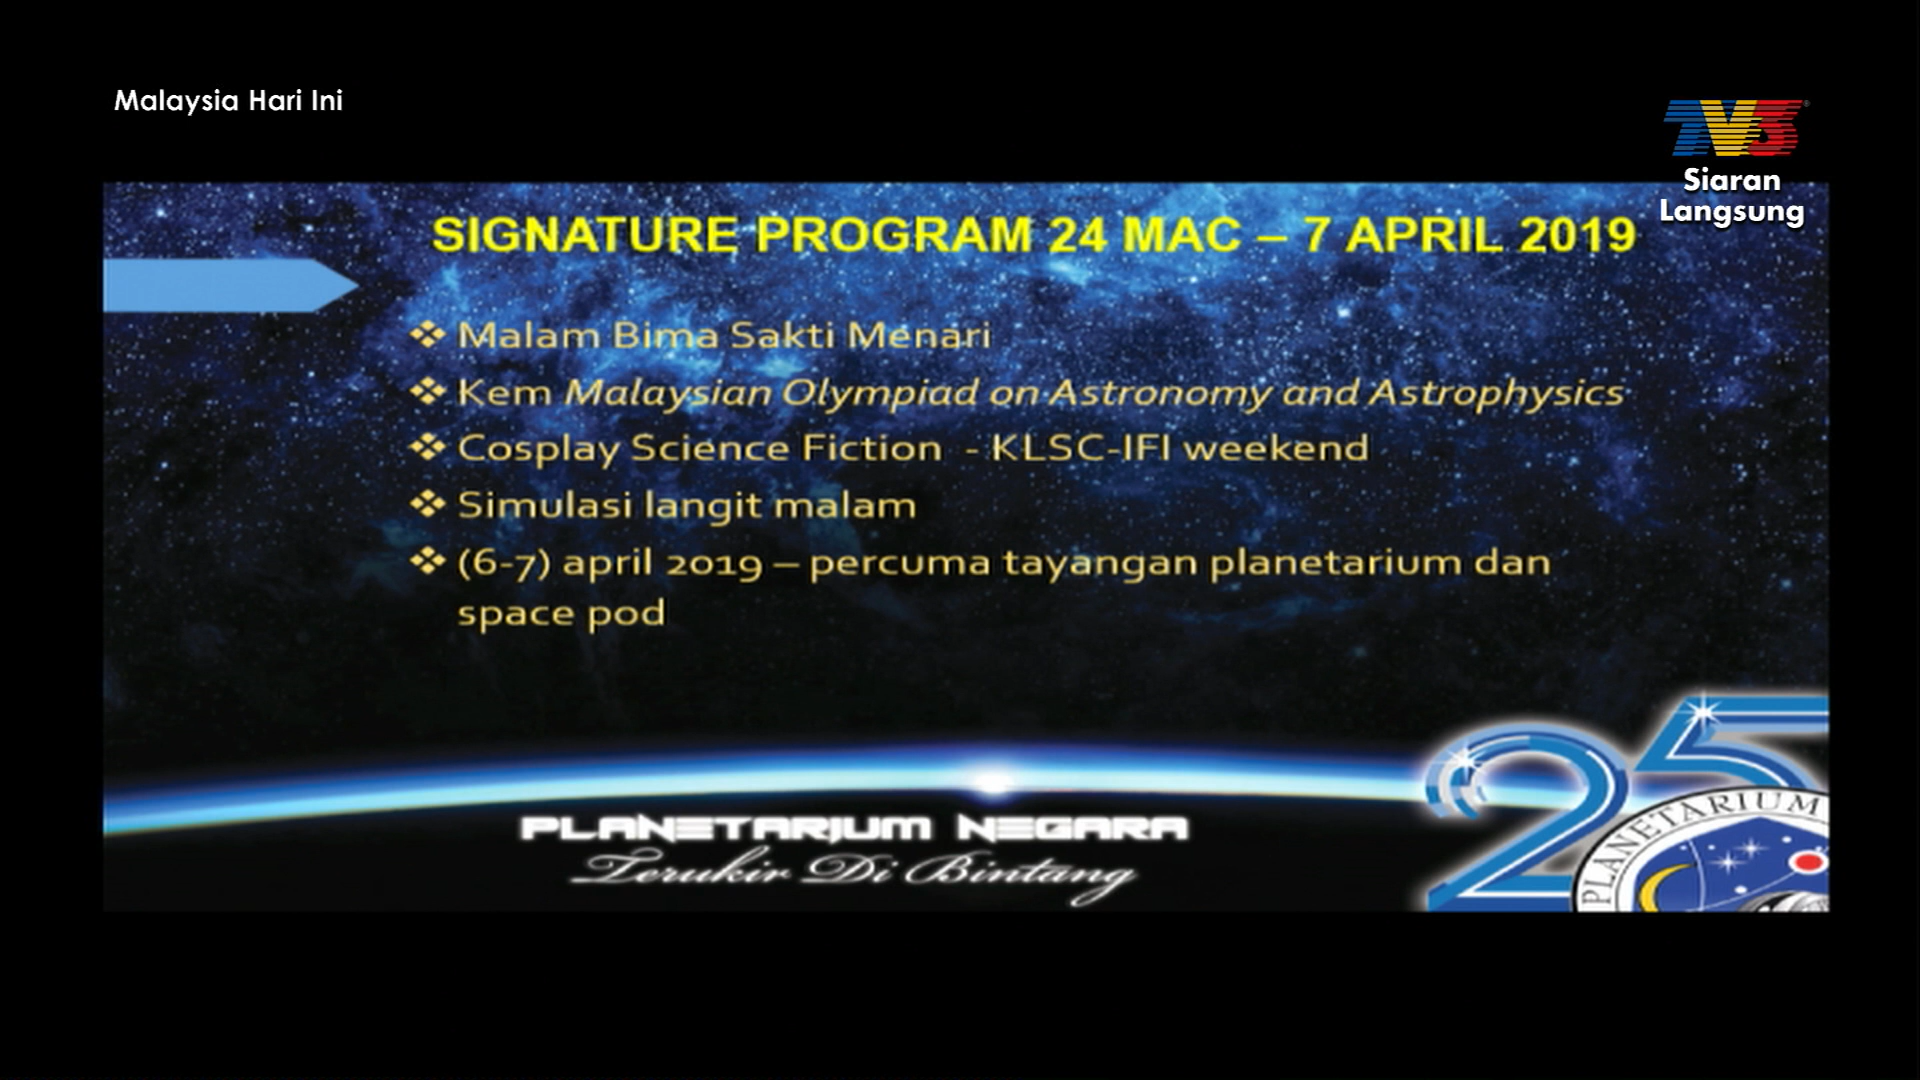 Malaysia Hari Ini
TV3
Siaran
Langsung
SIGNATURE PROGRAM 24 MAC – 7 APRIL 2019
❖ Malam Bima Sakti Menari
❖ Kem Malaysian Olympiad on Astronomy and Astrophysics
❖ Cosplay Science Fiction - KLSC-IFI weekend
❖ Simulasi langit malam
❖ (6-7) april 2019 – percuma tayangan planetarium dan
space pod
PLANETARIUM NEGARA
Terukir Di Bintang
25
PLANETARIUM